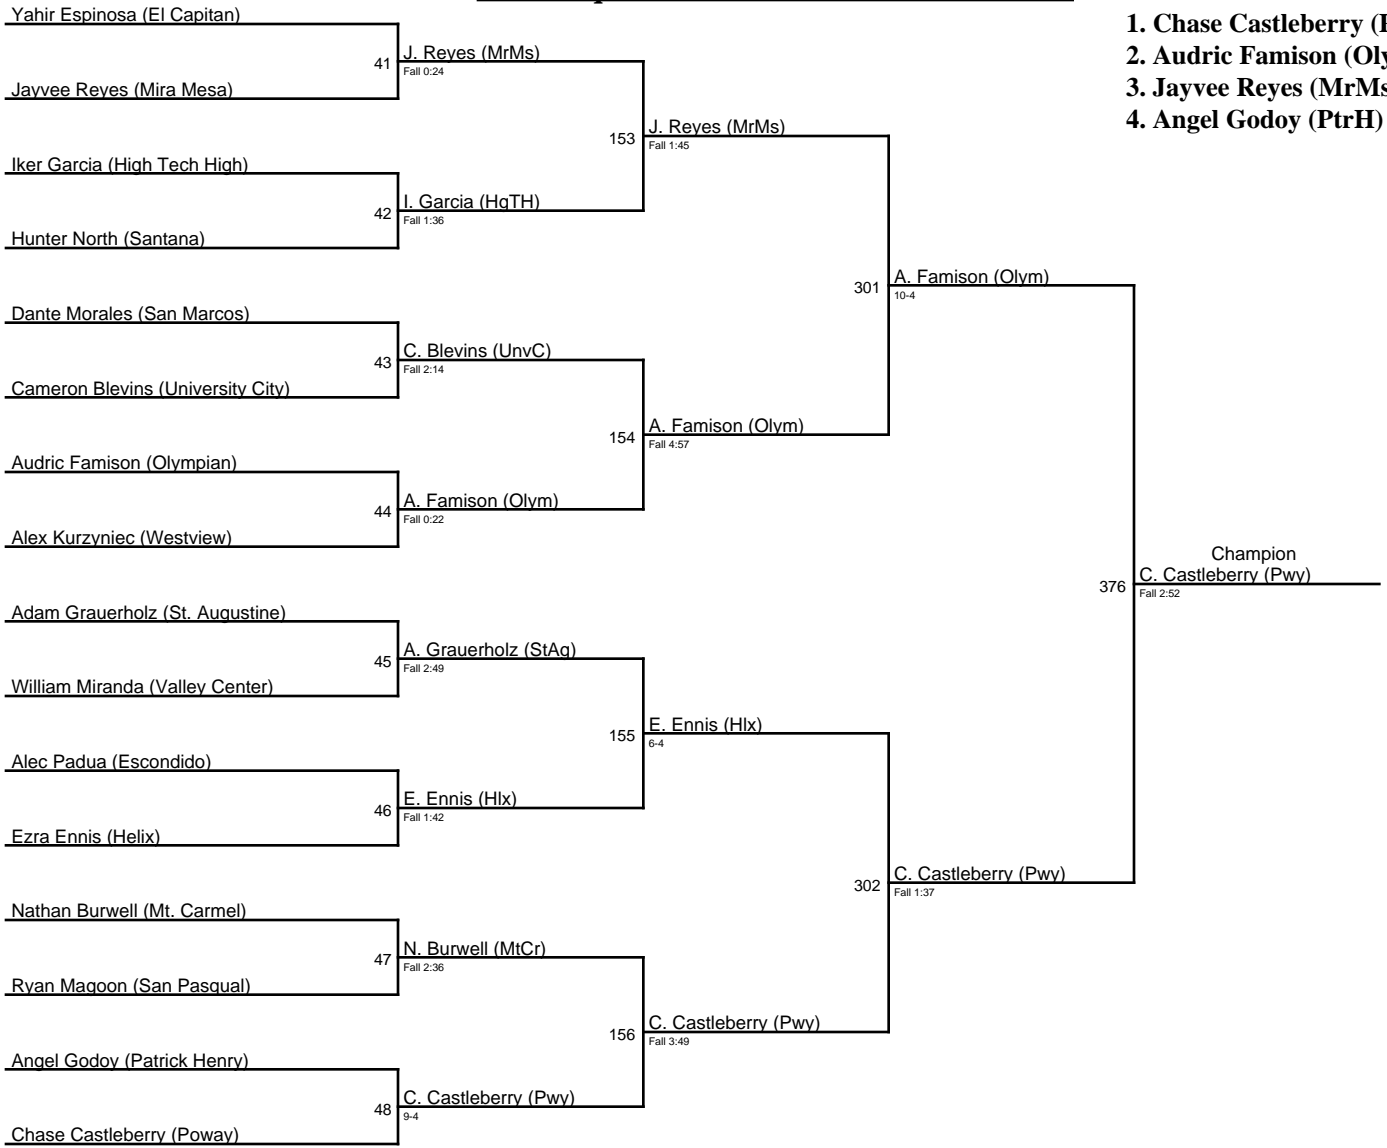 1. Chase Castleberry
2. Audric Famison
3. Jayvee Reyes (MrMs
4. Angel Godoy (PtrH)
Yahir Espinosa (El Capitan)
41
J. Reyes (MrMs)
Fall 0:24
Jayvee Reyes (Mira Mesa)
153
J. Reyes (MrMs)
Fall 1:45
Iker Garcia (High Tech High)
42
I. Garcia (HgTH)
Fall 1:36
Hunter North (Santana)
301
A. Famison (Olym)
10-4
Dante Morales (San Marcos)
43
C. Blevins (UnvC)
Fall 2:14
Cameron Blevins (University City)
154
A. Famison (Olym)
Fall 4:57
Audric Famison (Olympian)
44
A. Famison (Olym)
Fall 0:22
Alex Kurzyniec (Westview)
Champion
376
C. Castleberry (Pwy)
Fall 2:52
Adam Grauerholz (St. Augustine)
45
A. Grauerholz (StAg)
Fall 2:49
William Miranda (Valley Center)
155
E. Ennis (Hlx)
6-4
Alec Padua (Escondido)
46
E. Ennis (Hlx)
Fall 1:42
Ezra Ennis (Helix)
302
C. Castleberry (Pwy)
Fall 1:37
Nathan Burwell (Mt. Carmel)
47
N. Burwell (MtCr)
Fall 2:36
Ryan Magoon (San Pasqual)
156
C. Castleberry (Pwy)
Fall 3:49
Angel Godoy (Patrick Henry)
48
C. Castleberry (Pwy)
9-4
Chase Castleberry (Poway)